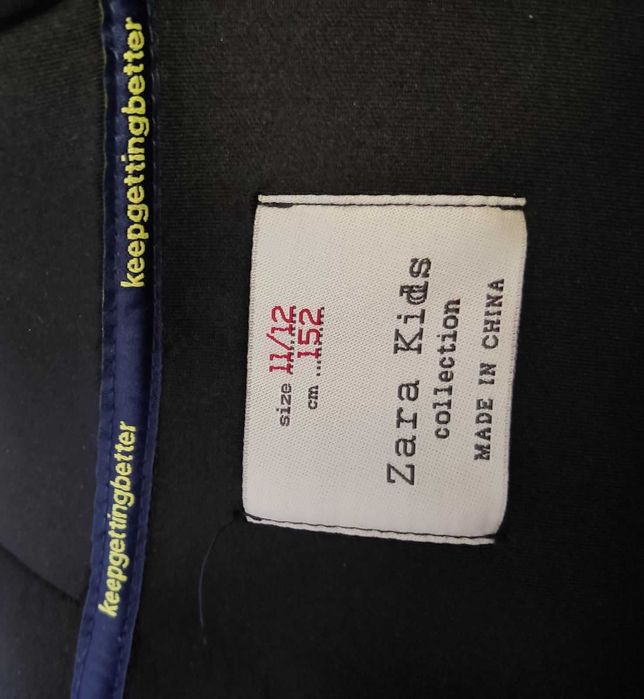 keepgettingbetter
keepgettingbetter
size 11/12
cm 152
Zara Kids
collection
MADE IN CHINA